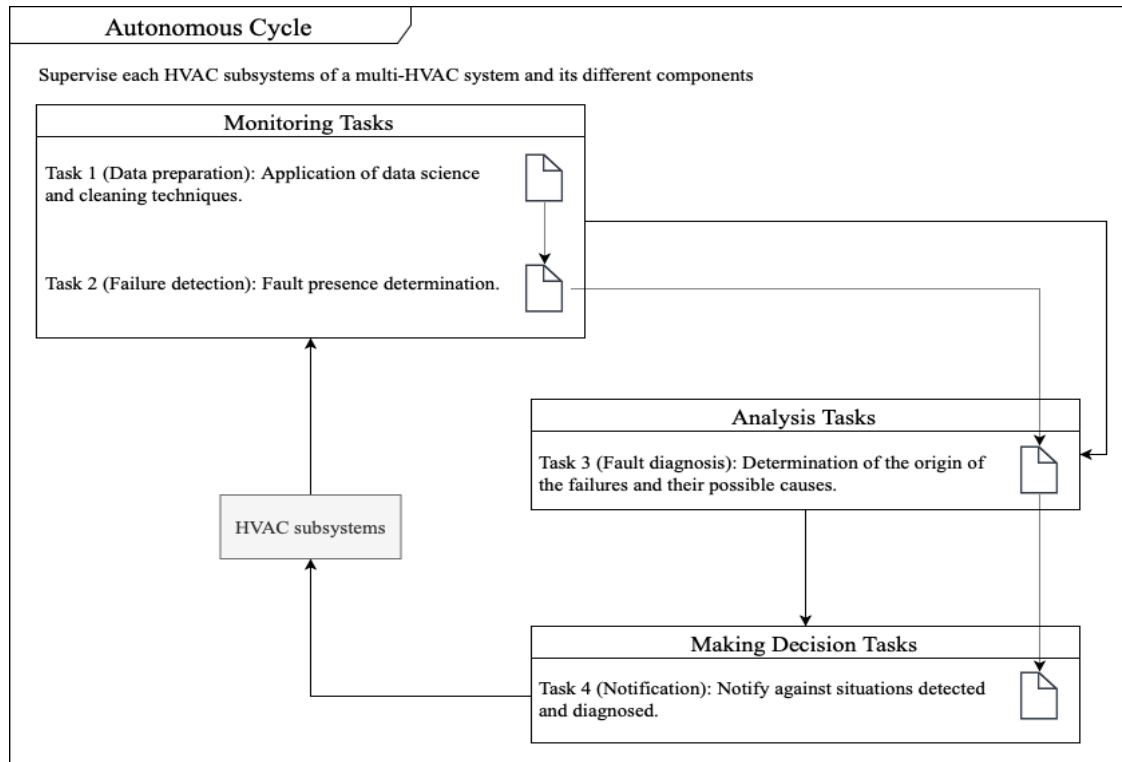 Autonomous Cycle
Supervise each HVAC subsystems of a multi-HVAC system and its different components
Monitoring Tasks
Task 1 (Data preparation): Application of data science
and cleaning techniques.
Task 2 (Failure detection): Fault presence determination.
Analysis Tasks
Task 3 (Fault diagnosis): Determination of the origin of
the failures and their possible causes.
HVAC subsystems
Making Decision Tasks
Task 4 (Notification): Notify against situations detected
and diagnosed.